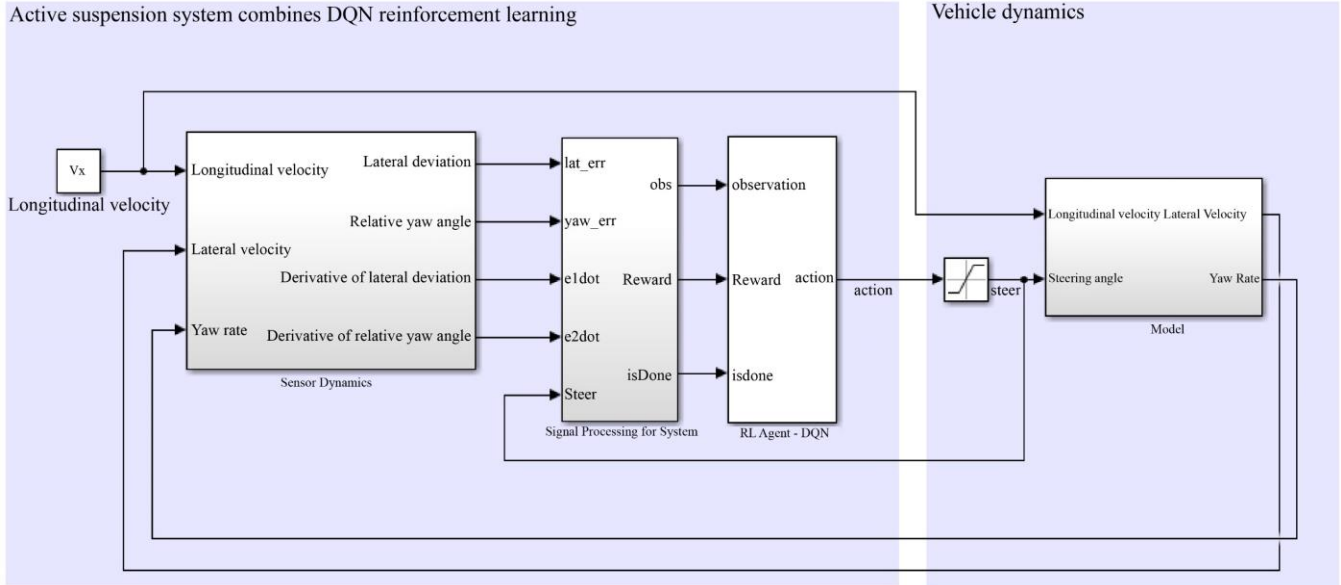 Active suspension system combines DQN reinforcement learning
Vehicle dynamics
Vx
Longitudinal velocity
Longitudinal velocity
Lateral velocity
Yaw rate
Lateral deviation
Relative yaw angle
Derivative of lateral deviation
Derivative of relative yaw angle
Sensor Dynamics
lat_err
yaw_err
e1dot
e2dot
Steer
obs
Reward
isDone
Signal Processing for System
observation
Reward
isdone
action
RL Agent - DQN
action
steer
Longitudinal velocity
Lateral Velocity
Steering angle
Yaw Rate
Model